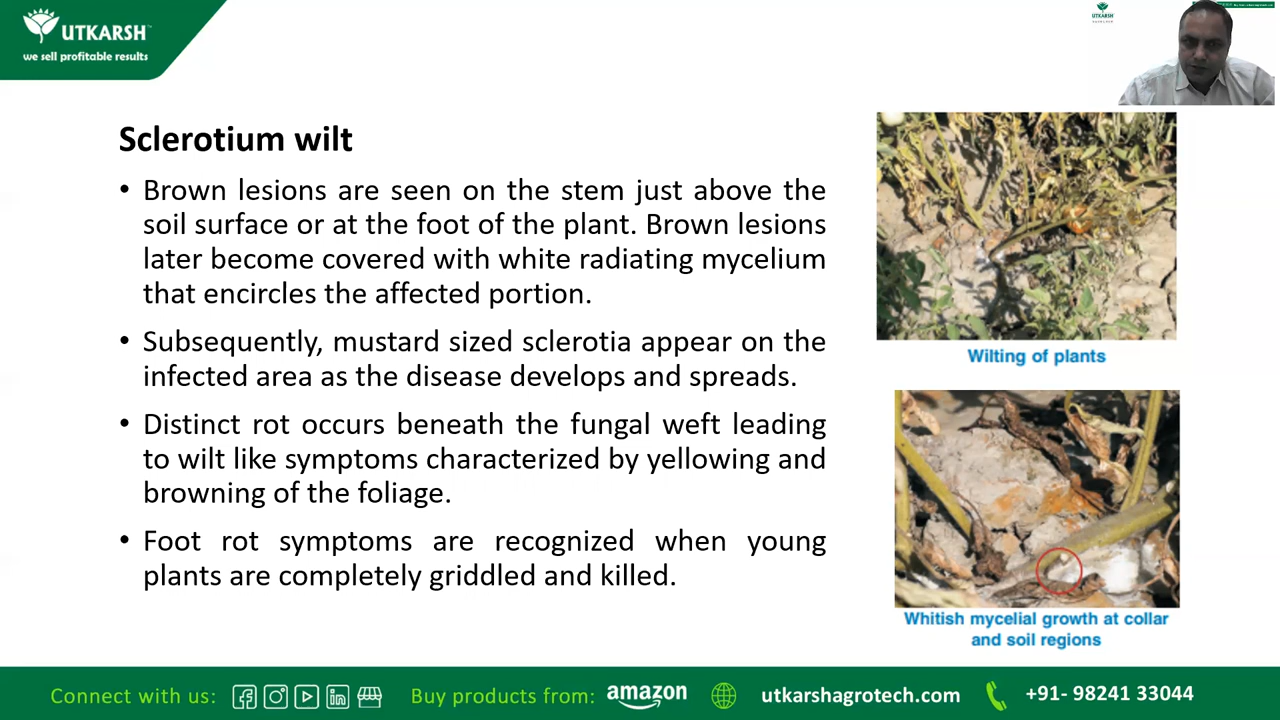 UTKARSH
we sell profitable results
UTKARSH
Sclerotium wilt
• Brown lesions are seen on the stem just above the
soil surface or at the foot of the plant. Brown lesions
later become covered with white radiating mycelium
that encircles the affected portion.
• Subsequently, mustard sized sclerotia appear on the
infected area as the disease develops and spreads.
• Distinct rot occurs beneath the fungal weft leading
to wilt like symptoms characterized by yellowing and
browning of the foliage.
• Foot rot symptoms are recognized when young
plants are completely griddled and killed.
Wilting of plants
Whitish mycelial growth at collar
and soil regions
Connect with us: Buy products from: amazon utkarshagrotech.com +91- 98241 33044